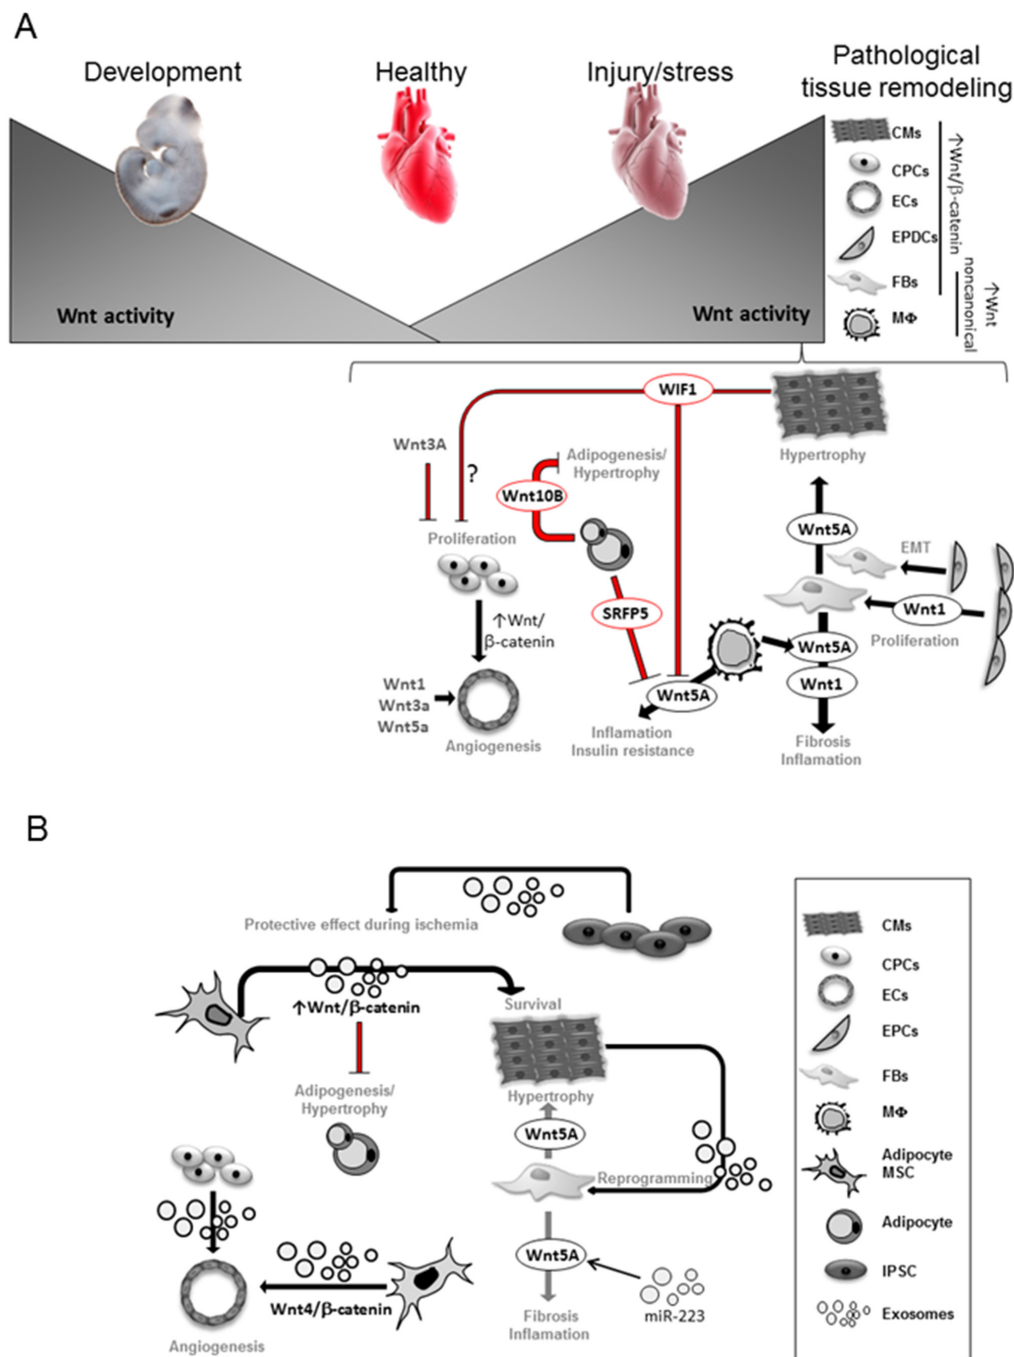 A
Development
Healthy
Injury/stress
Pathological
tissue remodeling
CMs
CPCs
ECs
EPDCs
FBs
MΦ
↑Wnt/β-catenin
↑Wnt
noncanonical
Wnt activity
Wnt activity
WIF1
Wnt3A
?
Adipogenesis/
Hypertrophy
Hypertrophy
Wnt10B
Proliferation
Wnt5A
EMT
SRFP5
Wnt1
Proliferation
↑Wnt/
β-catenin
Wnt5A
Wnt1
Wnt3a
Wnt5a
Wnt5A
Wnt1
Angiogenesis
Inflamation
Insulin resistance
Fibrosis
Inflamation
B
Protective effect during ischemia
↑Wnt/β-catenin
Survival
Adipogenesis/
Hypertrophy
Hypertrophy
Wnt5A
Reprogramming
Wnt5A
Wnt4/β-catenin
miR-223
Angiogenesis
Fibrosis
Inflamation
CMs
CPCs
ECs
EPCs
FBs
MΦ
Adipocyte
MSC
Adipocyte
IPSC
Exosomes